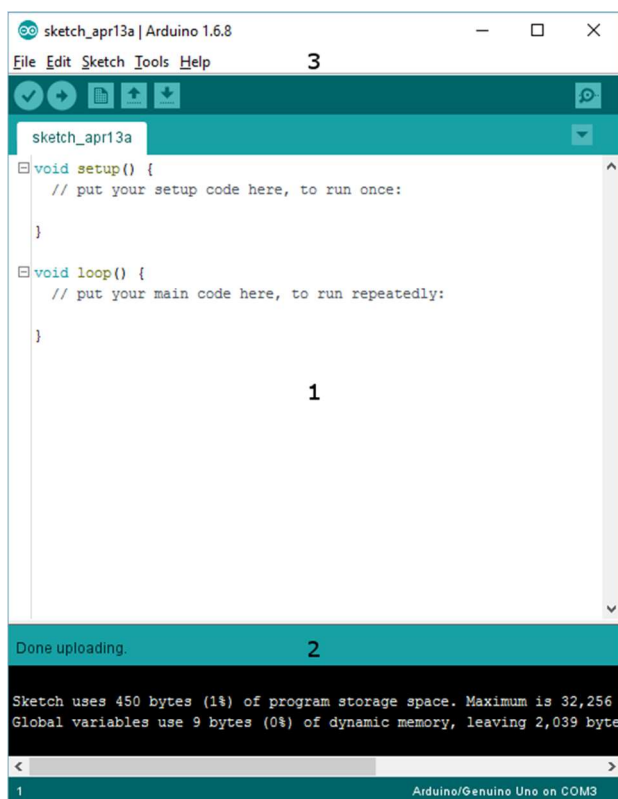 sketch_apr13a | Arduino 1.6.8
File Edit Sketch Tools Help 3
sketch_apr13a
void setup() {
// put your setup code here, to run once:
}
void loop() {
// put your main code here, to run repeatedly:
}
1
Done uploading. 2
Sketch uses 450 bytes (1%) of program storage space. Maximum is 32,256
Global variables use 9 bytes (0%) of dynamic memory, leaving 2,039 byte
1 Arduino/Genuino Uno on COM3